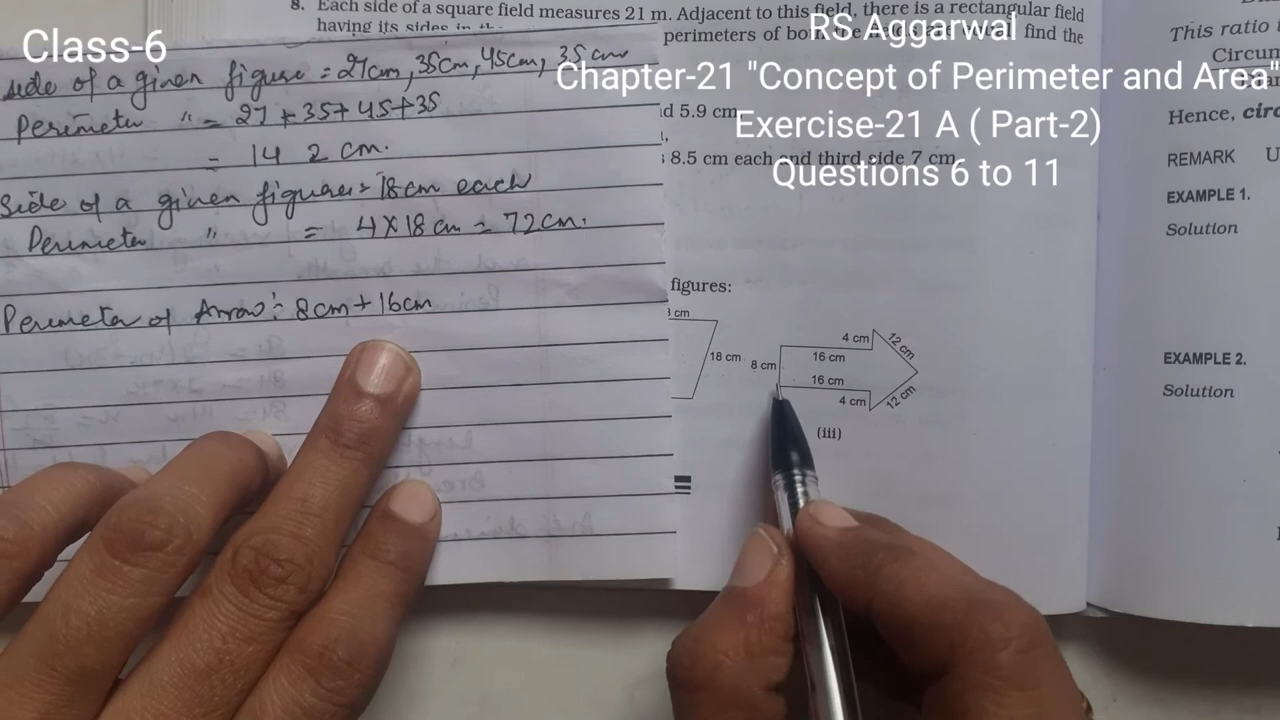 8. Each side of a square field measures 21 m. Adjacent to this field, there is a rectangular field
having its sides in
perimeters of both the fields are equal, find the
Class-6
RS Aggarwal
Chapter-21 "Concept of Perimeter and Area"
Exercise-21 A ( Part-2)
Questions 6 to 11
side of a given figure = 27cm, 35cm, 45cm, 35cm
Perimeter " = 27+35+45+35
= 142 cm.
Side of a given figure = 18cm each
Perimeter " = 4×18 cm = 72cm.
Perimeter of Arrow = 8cm+16cm
5.9 cm
8.5 cm each and third side 7 cm.
figures:
cm
18 cm
8 cm
4 cm
12 cm
16 cm
16 cm
4 cm
12 cm
(iii)
This ratio
Circum
Hence, circ
REMARK U
EXAMPLE 1.
Solution
EXAMPLE 2.
Solution